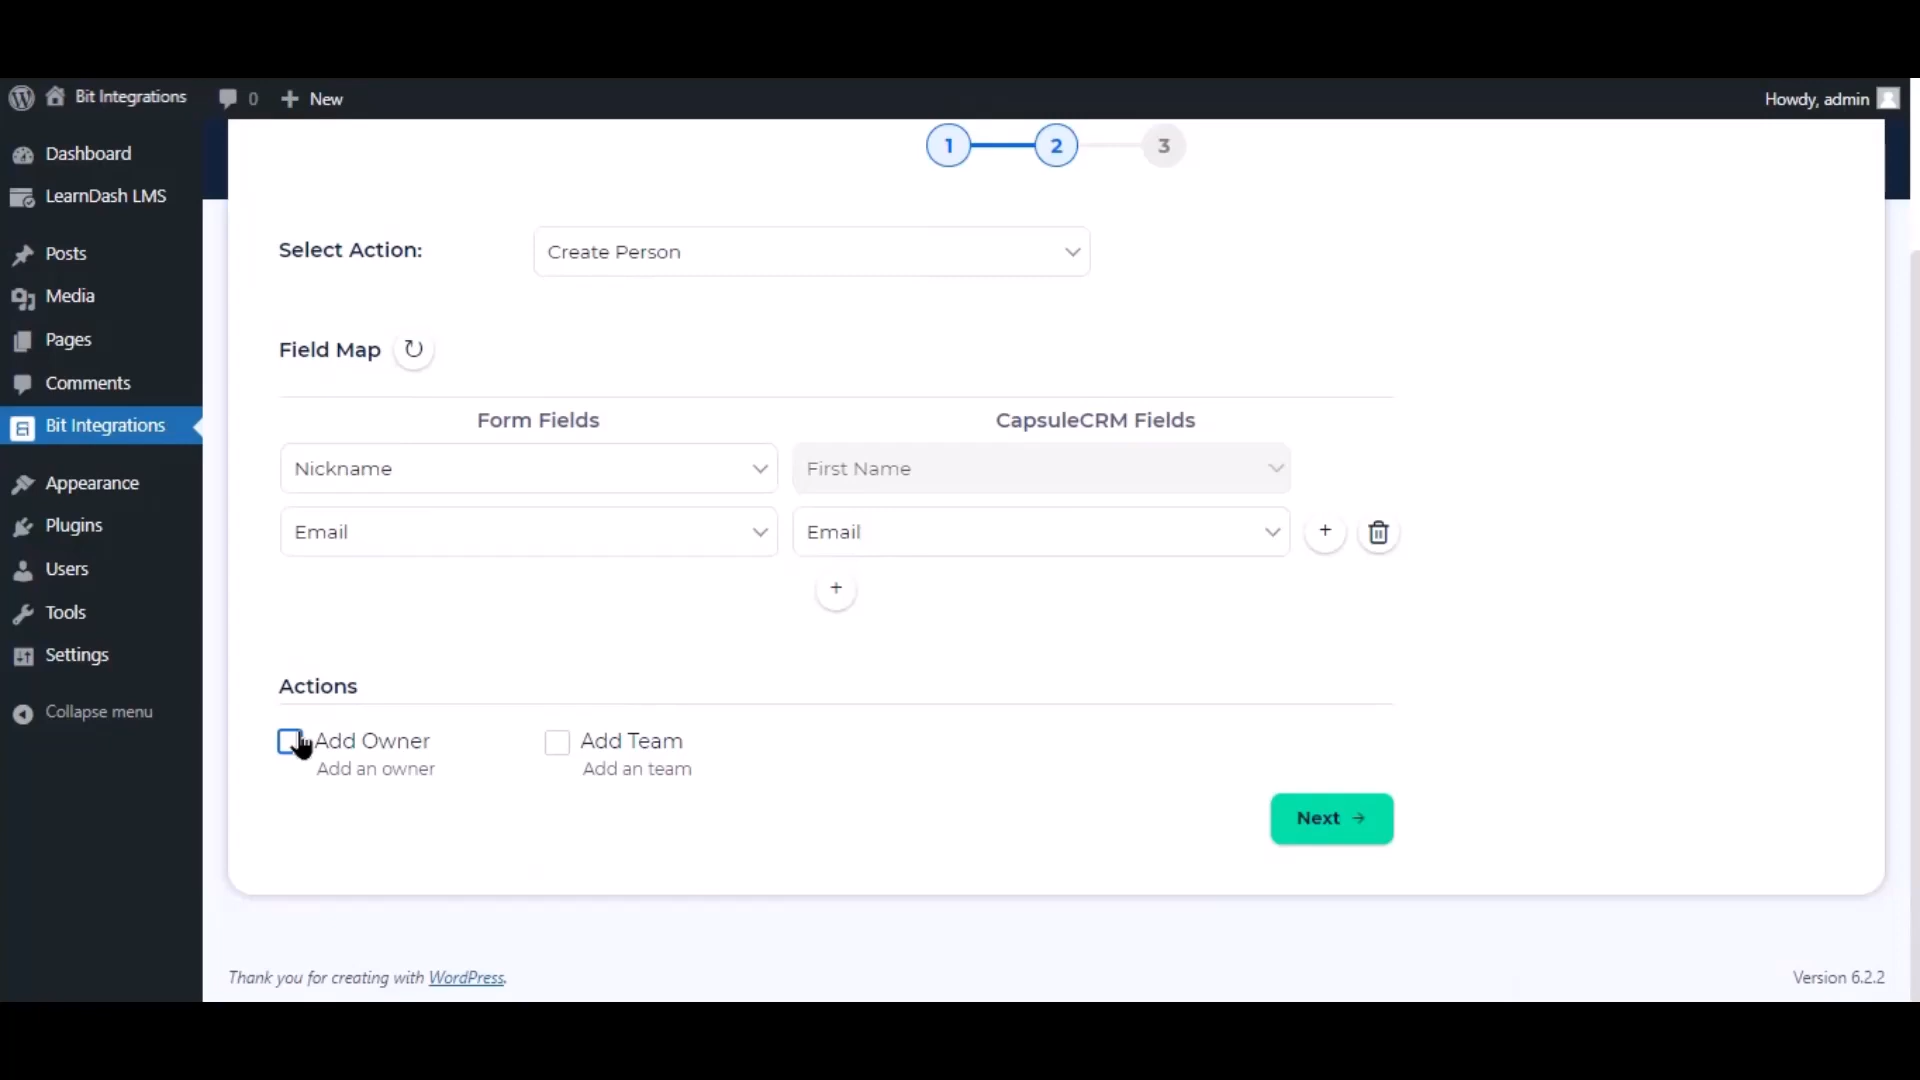 Bit Integrations 0 New Howdy, admin
Dashboard
LearnDash LMS
Posts
Media
Pages
Comments
Bit Integrations
Appearance
Plugins
Users
Tools
Settings
Collapse menu
1 2 3
Select Action: Create Person
Field Map
Form Fields CapsuleCRM Fields
Nickname First Name
Email Email +
+
Actions
Add Owner Add Team
Add an owner Add an team
Next →
Thank you for creating with WordPress. Version 6.2.2